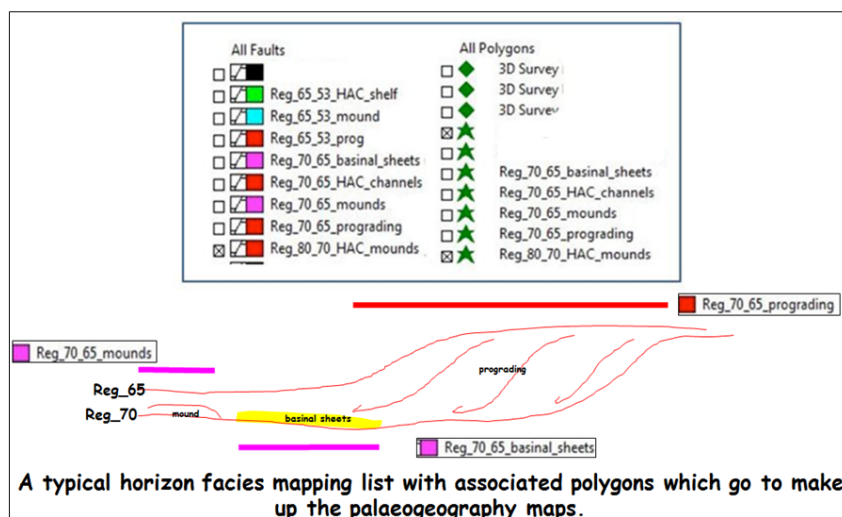 All Faults
Reg_65_53_HAC_shelf
Reg_65_53_mound
Reg_65_53_prog
Reg_70_65_basinal_sheets
Reg_70_65_HAC_channels
Reg_70_65_mounds
Reg_70_65_prograding
Reg_80_70_HAC_mounds
All Polygons
3D Survey
3D Survey
3D Survey
Reg_70_65_basinal_sheets
Reg_70_65_HAC_channels
Reg_70_65_mounds
Reg_70_65_prograding
Reg_80_70_HAC_mounds
Reg_70_65_prograding
Reg_70_65_mounds
prograding
Reg_65
Reg_70
mound
basinal sheets
Reg_70_65_basinal_sheets
A typical horizon facies mapping list with associated polygons which go to make
up the palaeogeography maps.